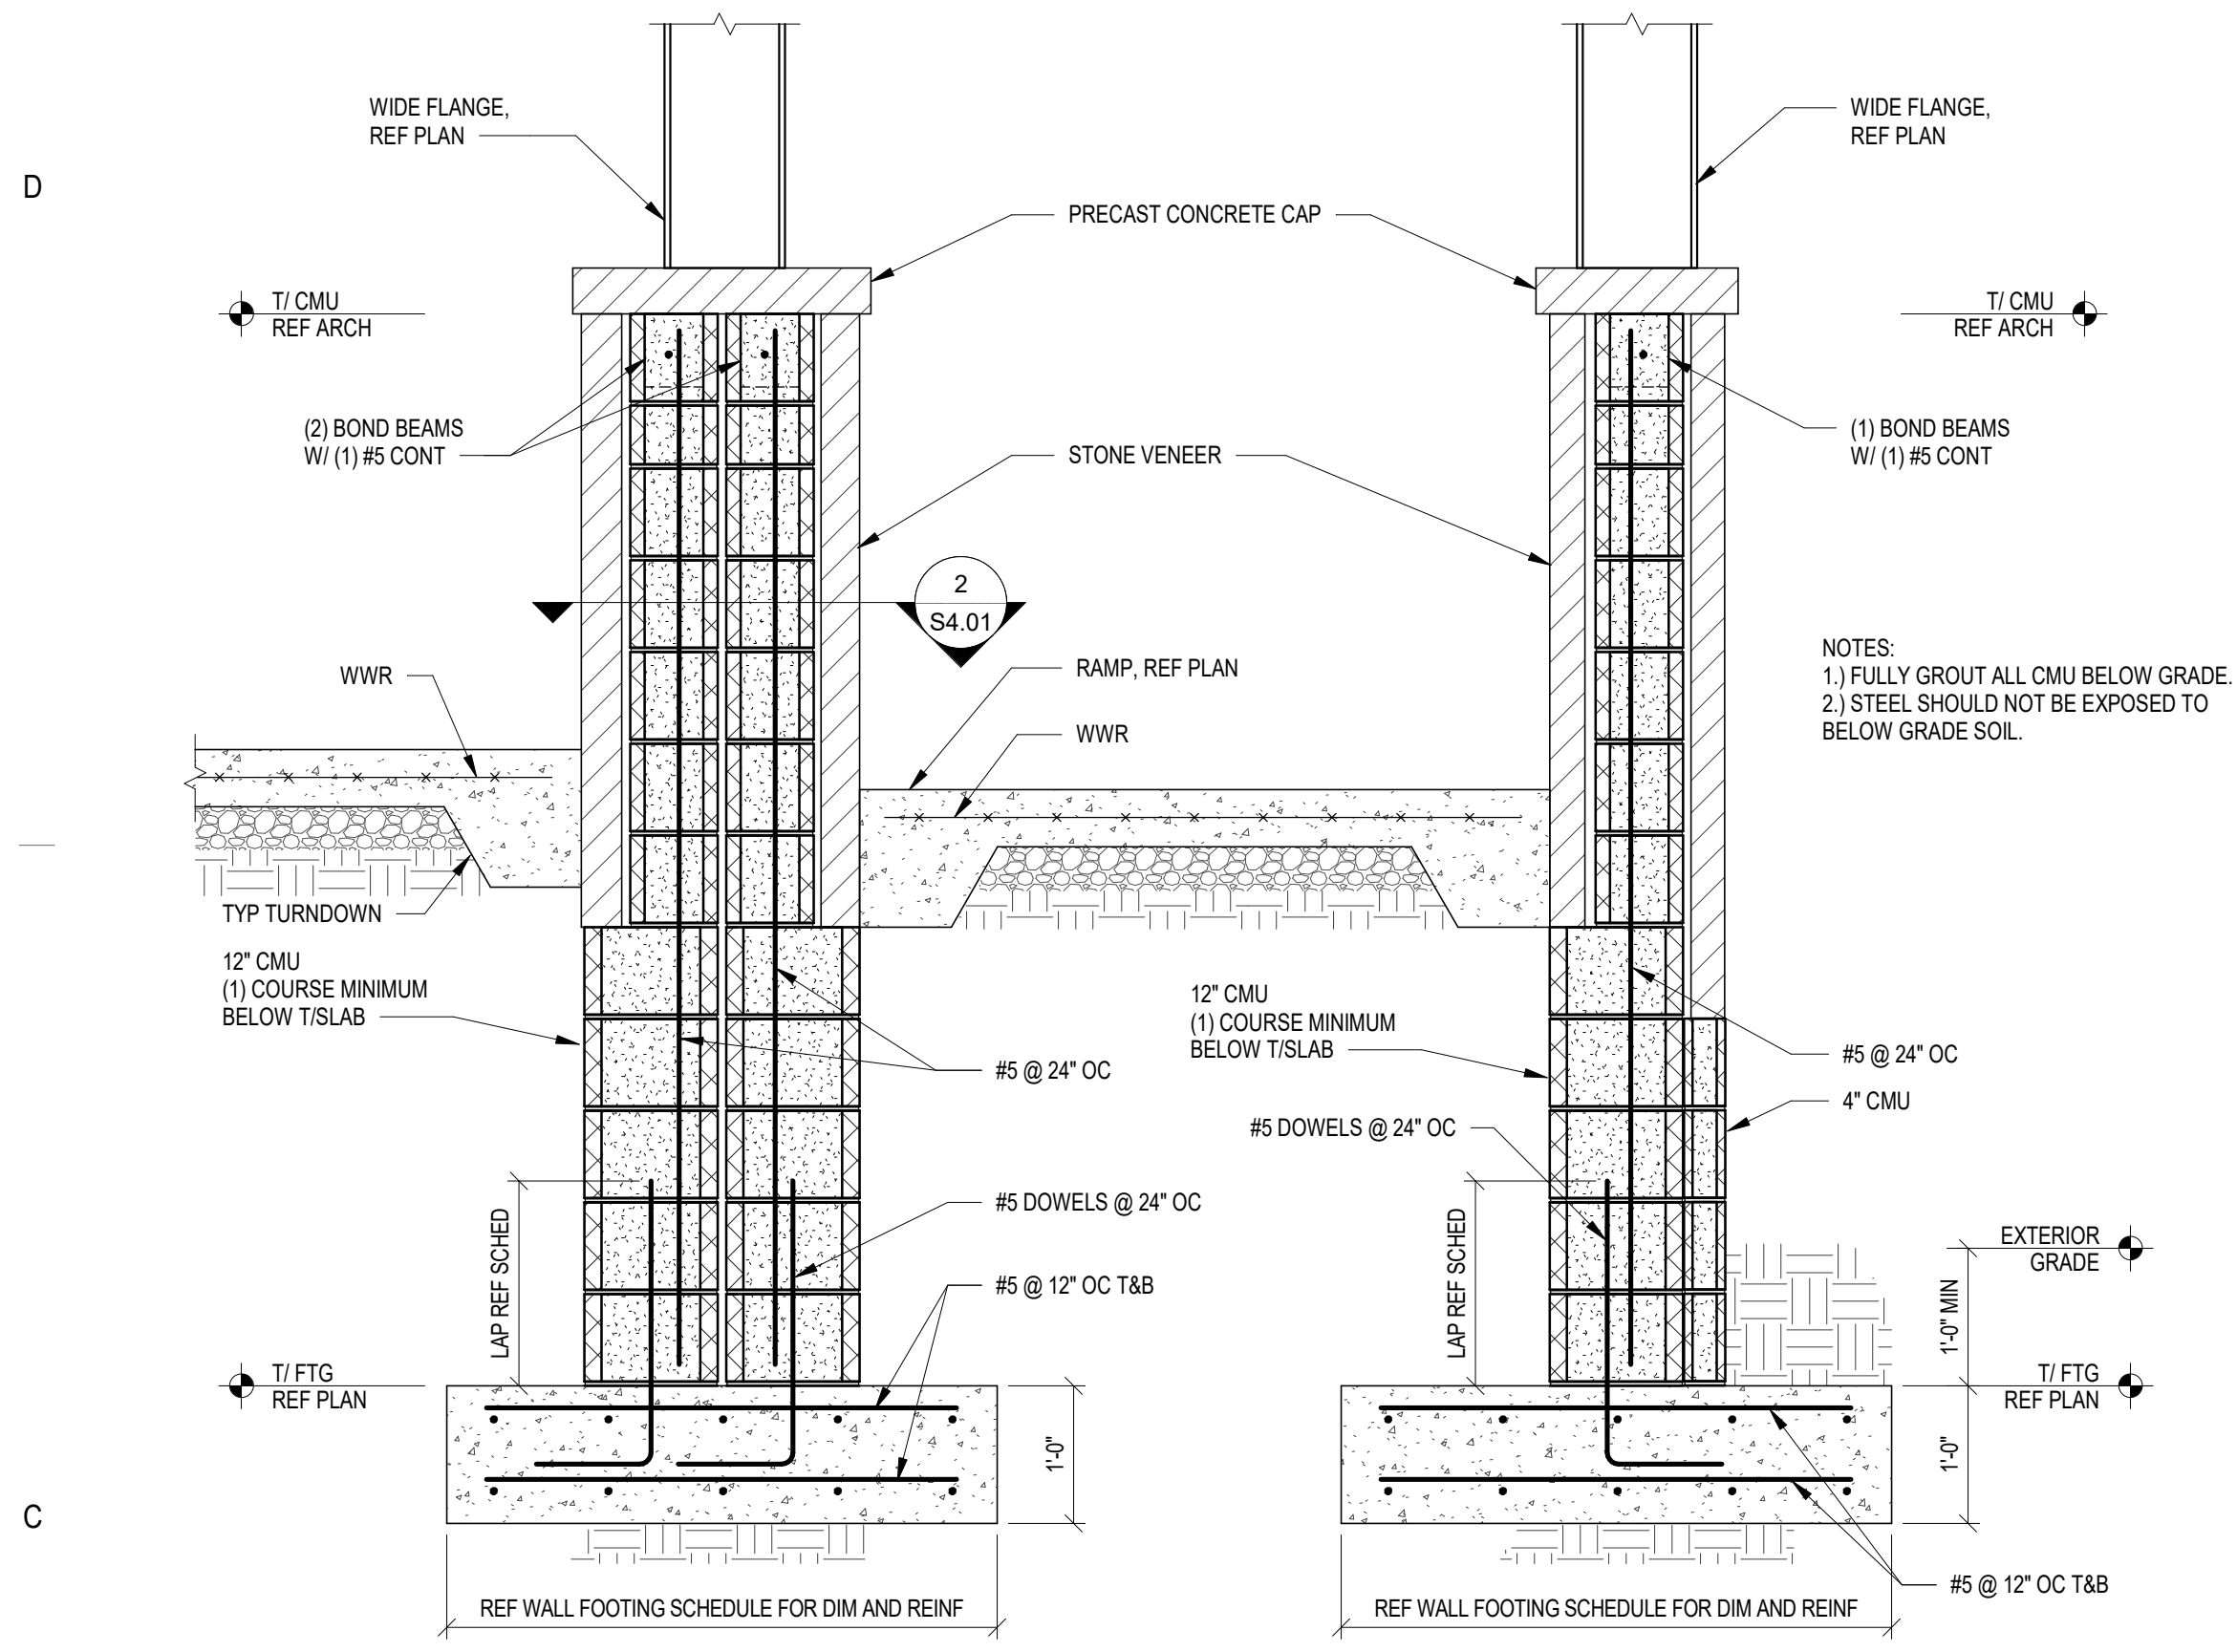 WIDE FLANGE,
REF PLAN
WIDE FLANGE,
REF PLAN
D
PRECAST CONCRETE CAP
T/ CMU
REF ARCH
T/ CMU
REF ARCH
(2) BOND BEAMS
W/ (1) #5 CONT
STONE VENEER
(1) BOND BEAMS
W/ (1) #5 CONT
2
S4.01
NOTES:
1.) FULLY GROUT ALL CMU BELOW GRADE.
2.) STEEL SHOULD NOT BE EXPOSED TO
BELOW GRADE SOIL.
WWR
RAMP, REF PLAN
WWR
TYP TURNDOWN
12" CMU
(1) COURSE MINIMUM
BELOW T/SLAB
12" CMU
(1) COURSE MINIMUM
BELOW T/SLAB
#5 @ 24" OC
#5 @ 24" OC
4" CMU
#5 DOWELS @ 24" OC
#5 DOWELS @ 24" OC
LAP REF SCHED
LAP REF SCHED
EXTERIOR
GRADE
#5 @ 12" OC T&B
1'-0" MIN
T/ FTG
REF PLAN
T/ FTG
REF PLAN
1'-0"
1'-0"
C
#5 @ 12" OC T&B
REF WALL FOOTING SCHEDULE FOR DIM AND REINF
REF WALL FOOTING SCHEDULE FOR DIM AND REINF